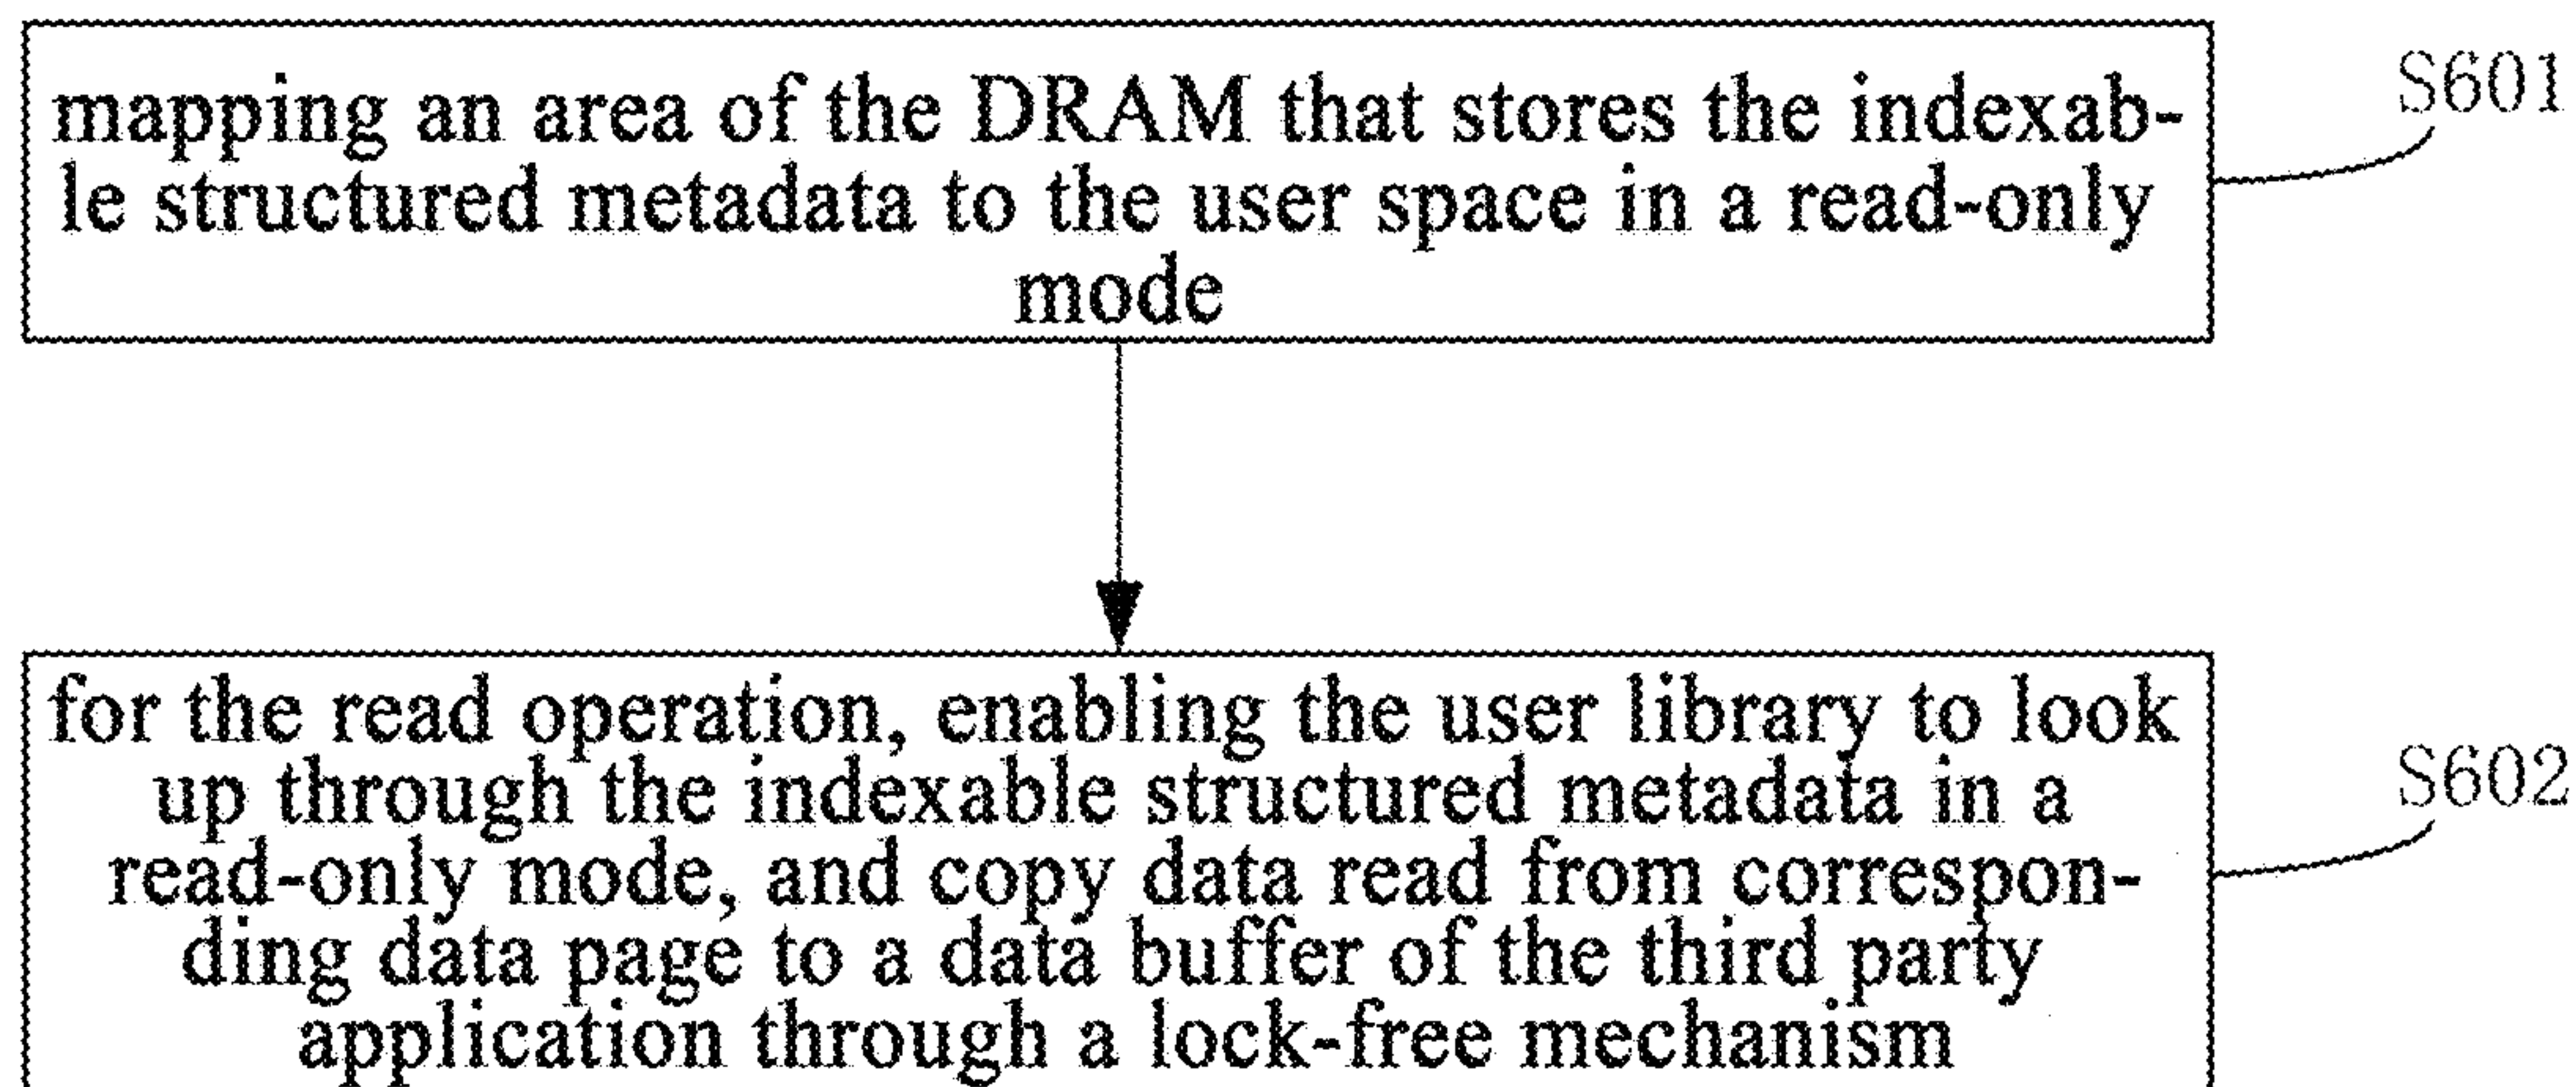 mapping an area of the DRAM that stores the indexab-
le structured metadata to the user space in a read-only
mode
S601
for the read operation, enabling the user library to look
up through the indexable structured metadata in a
read-only mode, and copy data read from correspon-
ding data page to a data buffer of the third party
application through a lock-free mechanism
S602